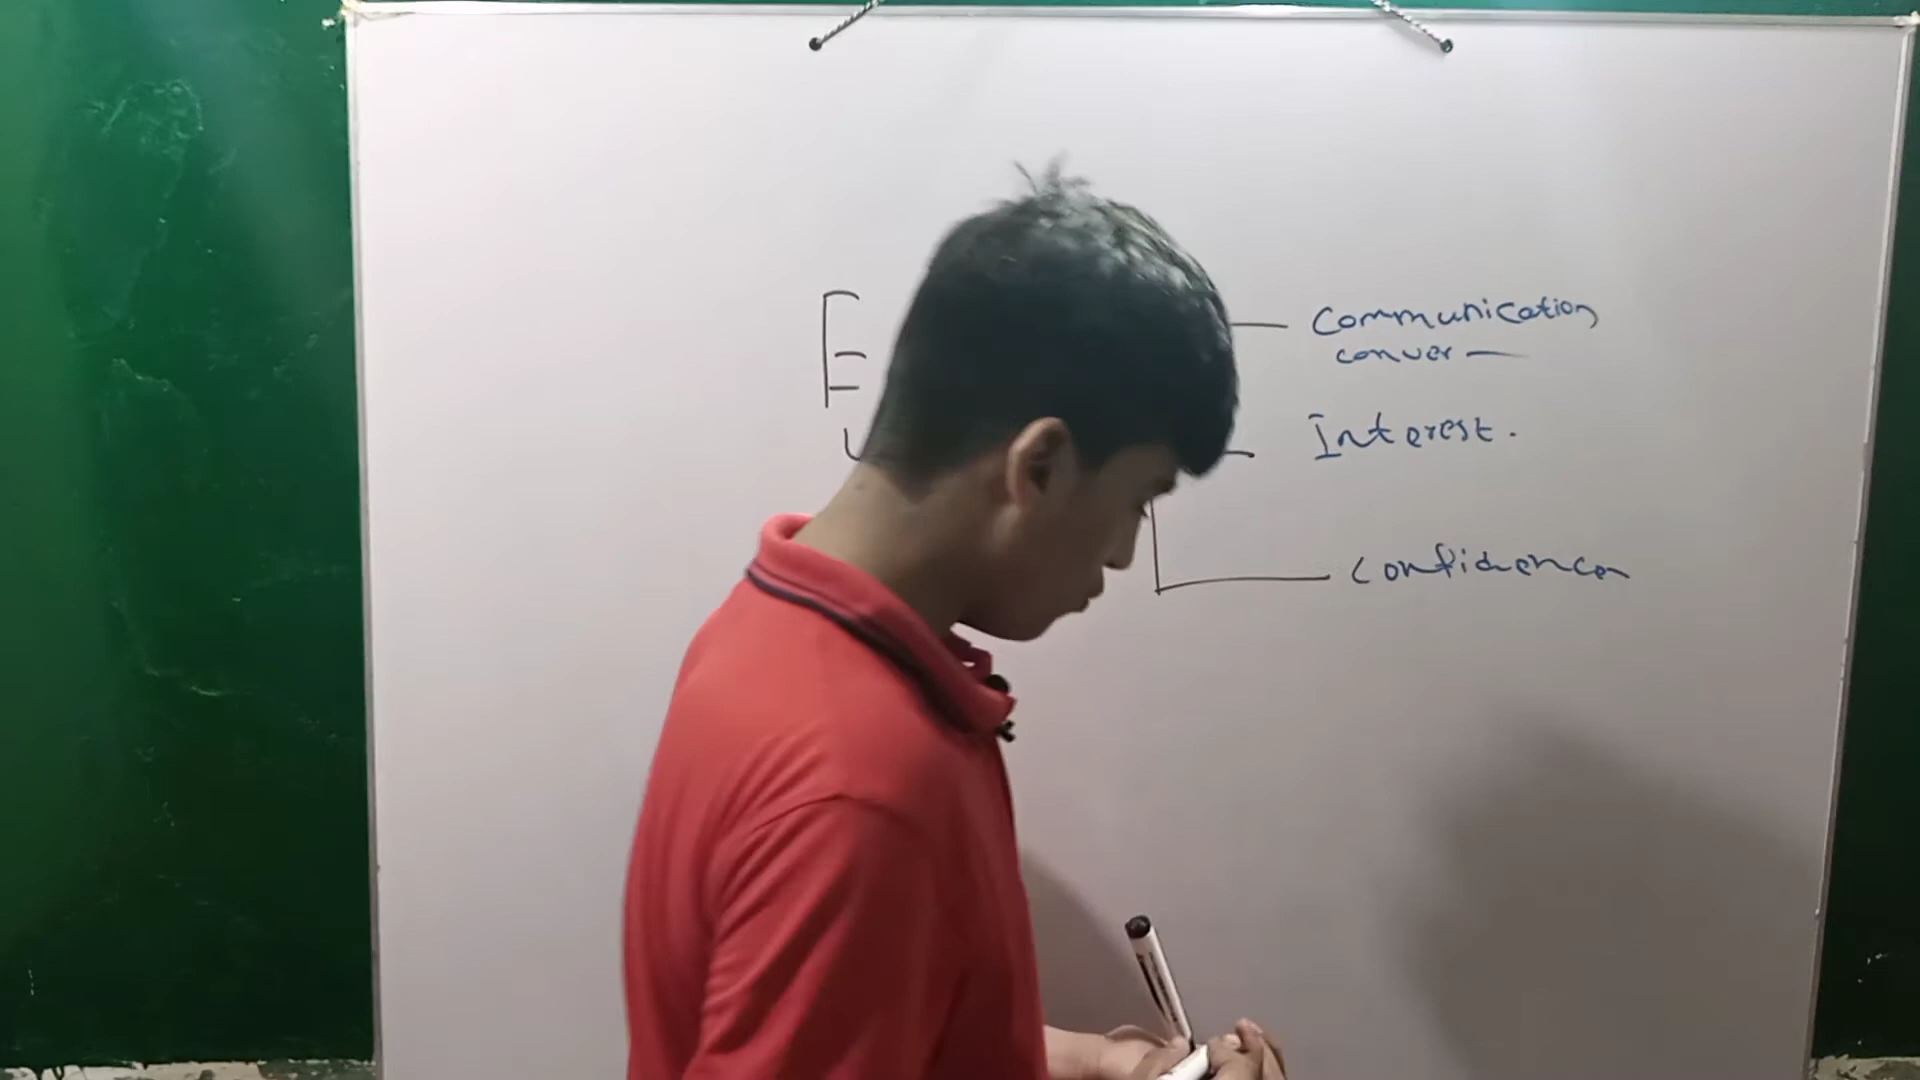 Communication
conver —
Interest.
Confidence